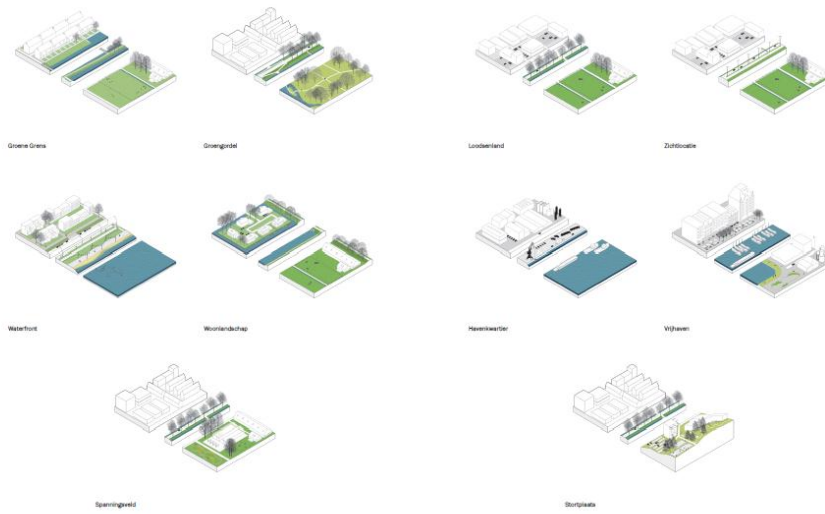 Groene Grens
Groengordel
Loodsenland
Zichtlocatie
Waterfront
Woonlandschap
Havenkwartier
Vrijhaven
Spanningsveld
Stortplaats